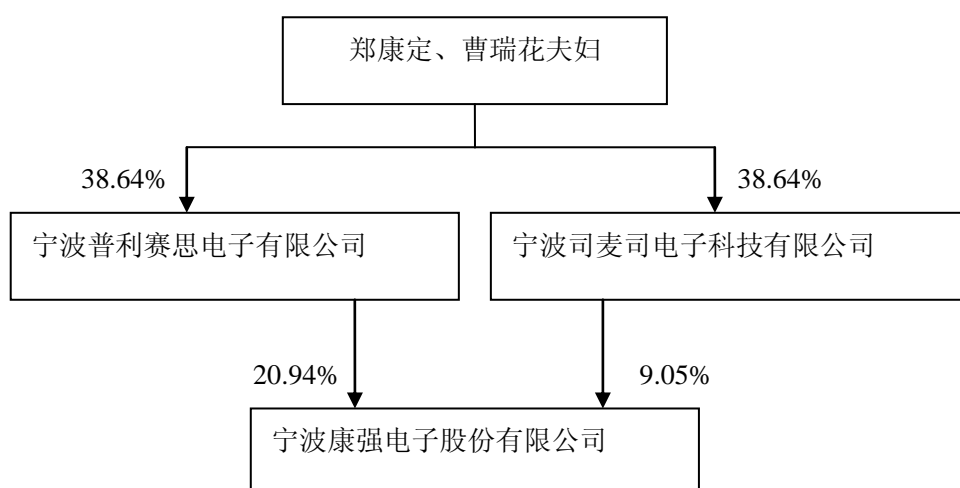 郑康定、曹瑞花夫妇
38.64%
38.64%
宁波普利赛思电子有限公司
宁波司麦司电子科技有限公司
20.94%
9.05%
宁波康强电子股份有限公司